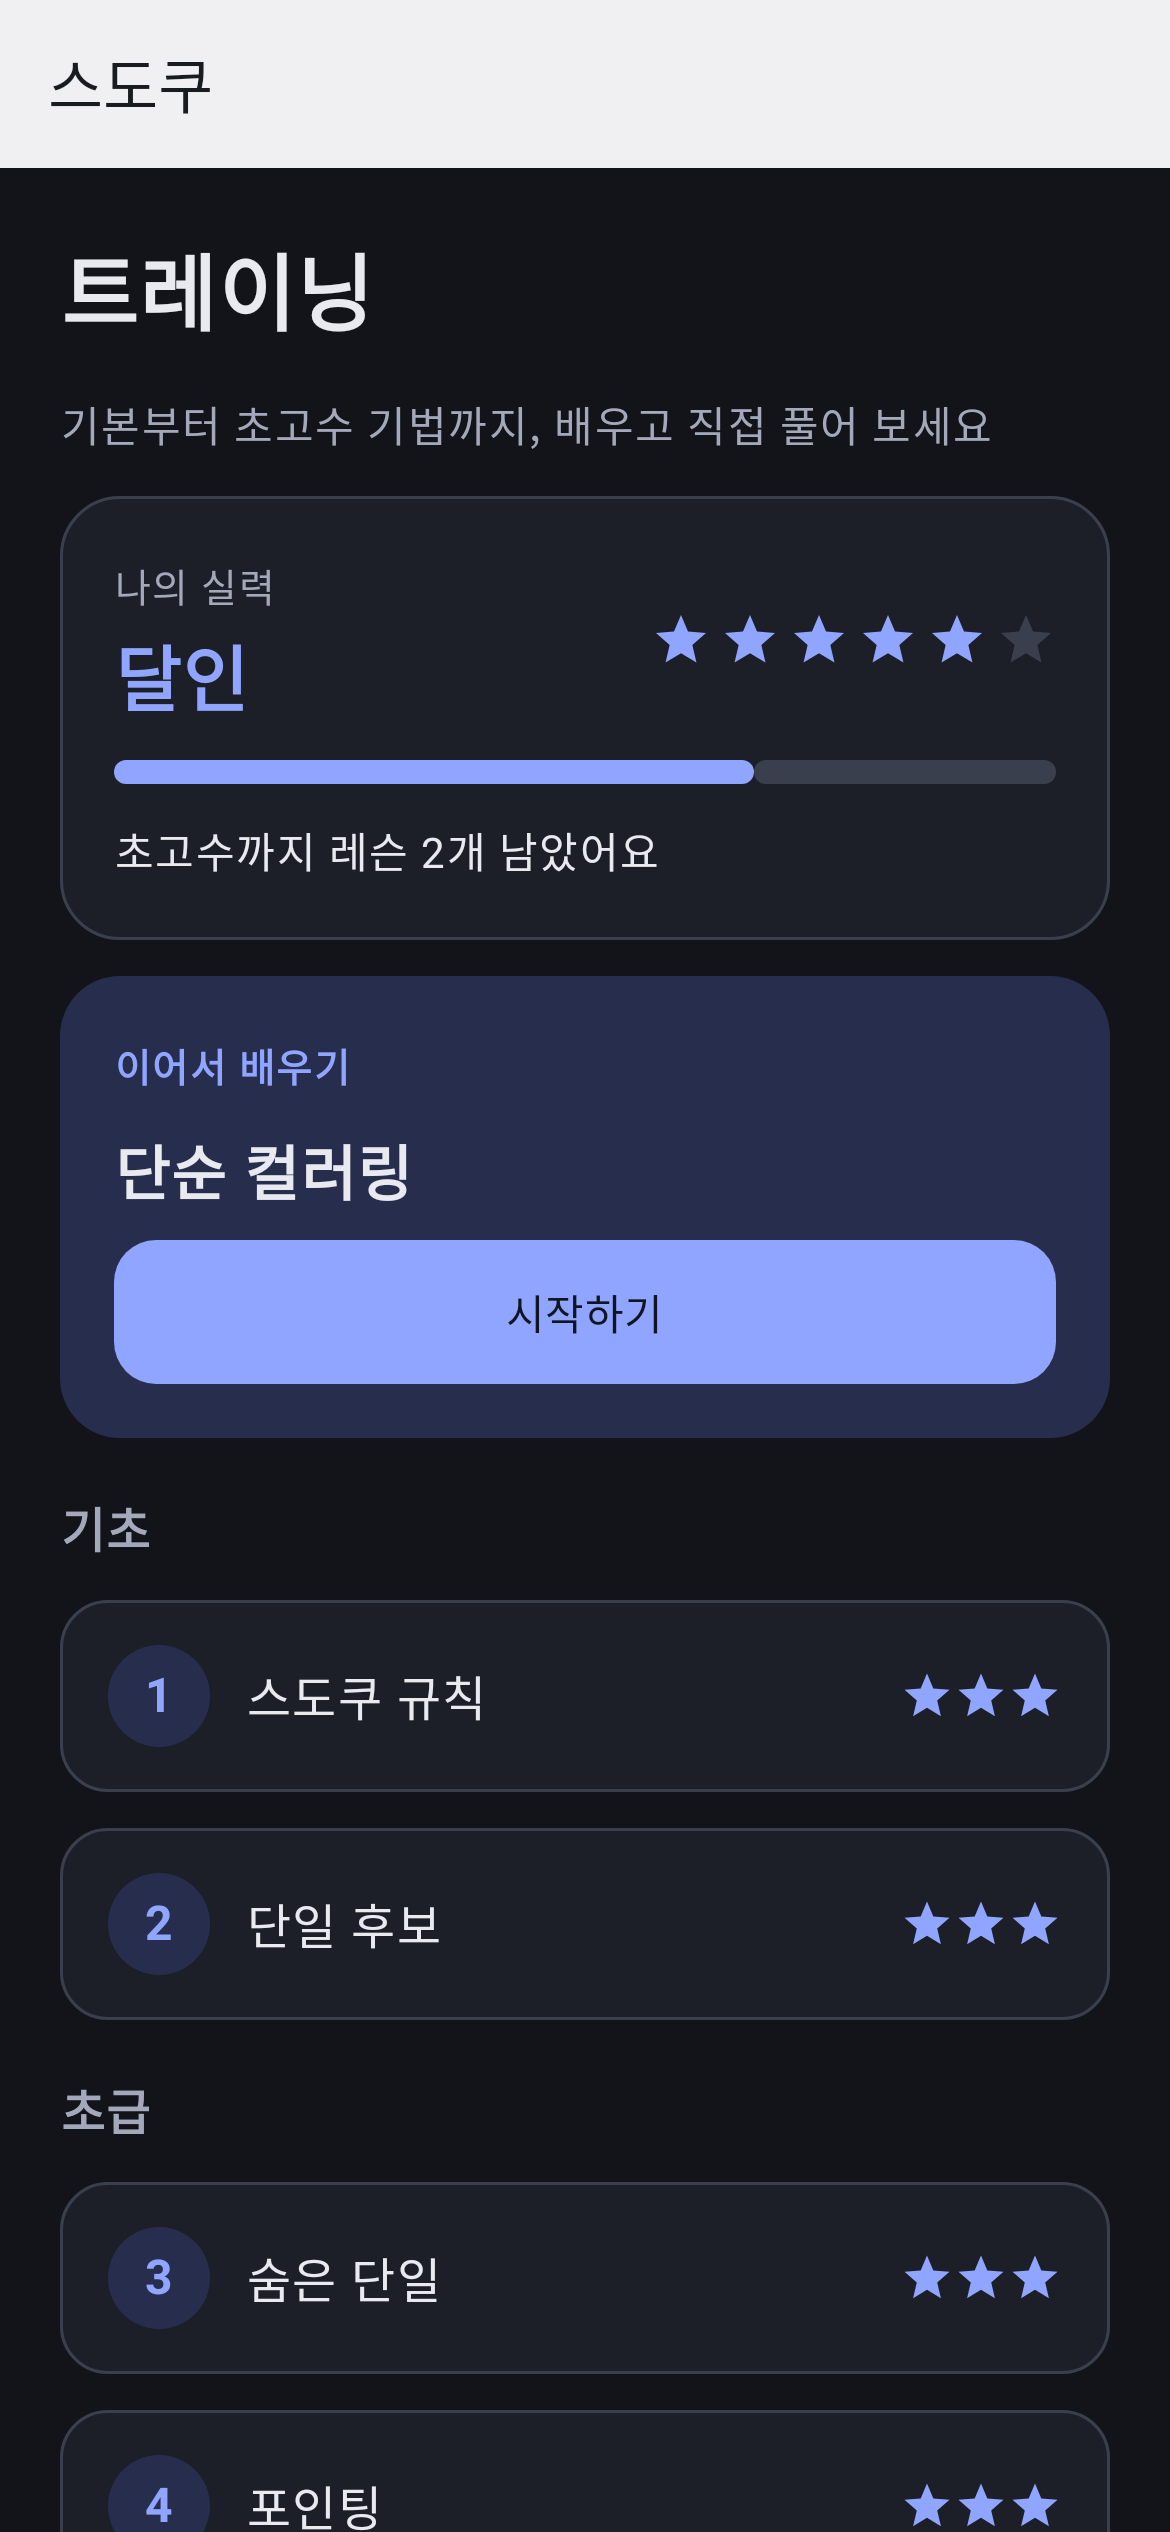 스도쿠
트레이닝
기본부터 초고수 기법까지, 배우고 직접 풀어 보세요
나의 실력
달인
초고수까지 레슨 2개 남았어요
이어서 배우기
단순 컬러링
시작하기
기초
1 스도쿠 규칙
2 단일 후보
초급
3 숨은 단일
4 포인팅